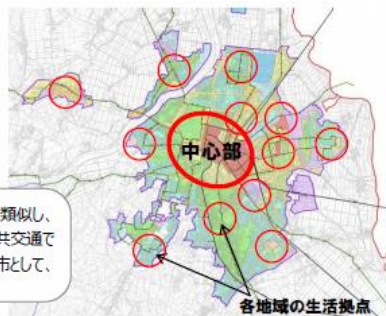 中心部
類似し、
共交通で
市として、
各地域の生活拠点